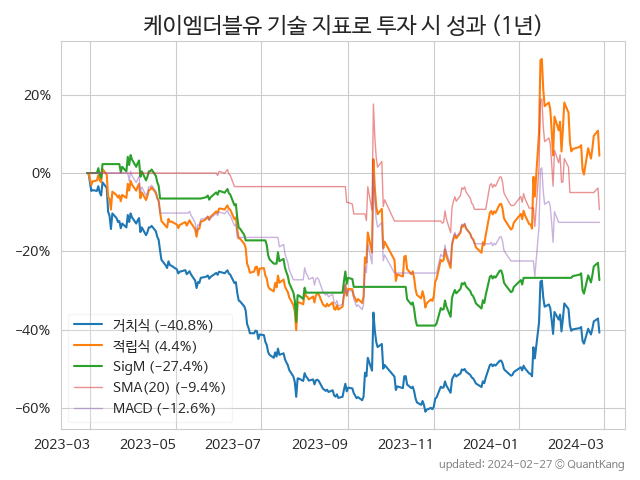 케이엠더블유 기술 지표로 투자 시 성과 (1년)
20%
0%
−20%
−40%
−60%
거치식 (−40.8%)
적립식 (4.4%)
SigM (−27.4%)
SMA(20) (−9.4%)
MACD (−12.6%)
2023−03 2023−05 2023−07 2023−09 2023−11 2024−01 2024−03
updated: 2024−02−27 © QuantKang